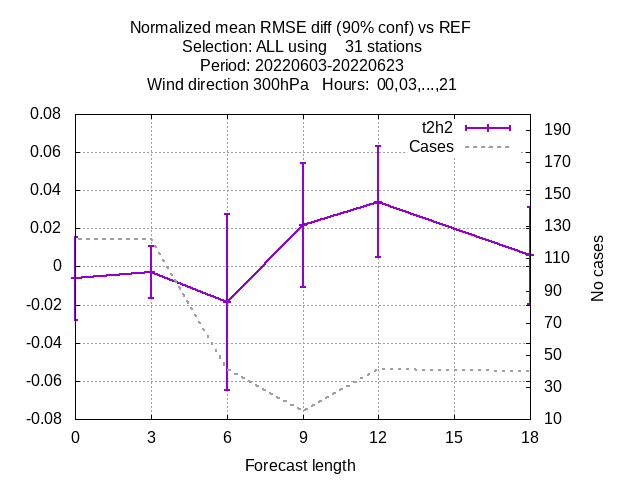 Normalized mean RMSE diff (90% conf) vs REF
Selection: ALL using 31 stations
Period: 20220603-20220623
Wind direction 300hPa Hours: 00,03,...,21
t2h2
Cases
0.08
0.06
0.04
0.02
0
-0.02
-0.04
-0.06
-0.08
190
170
150
130
110
90
70
50
30
10
No cases
0 3 6 9 12 15 18
Forecast length